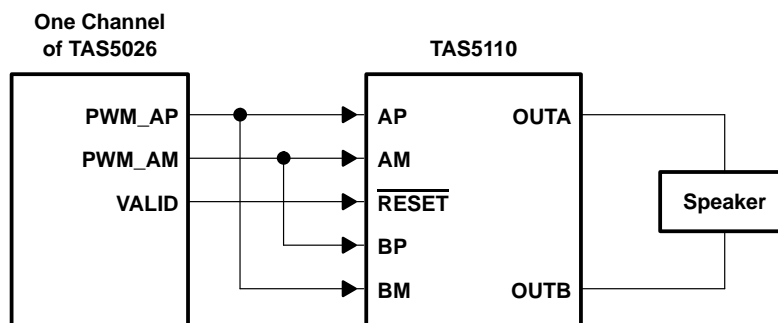 One Channel
of TAS5026
TAS5110
PWM_AP
PWM_AM
VALID
AP
AM
RESET
BP
BM
OUTA
OUTB
Speaker